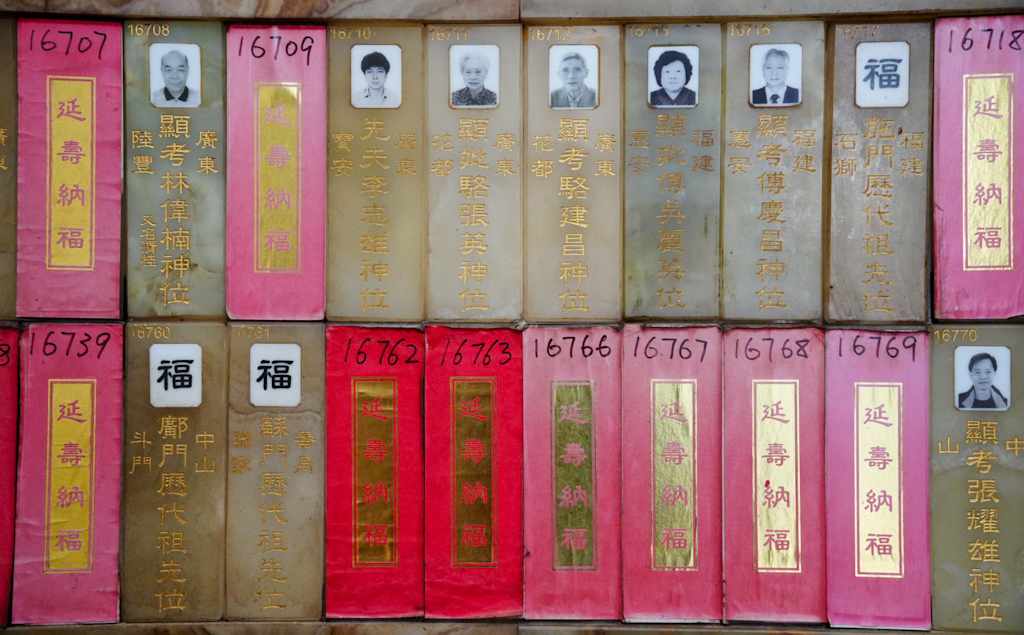 16707
延壽納福
16708
廣東
顯考林偉楠神位
陸豐
16709
延壽納福
16710
廣東
先夫李志雄神位
寶安
廣東
顯妣駱張英神位
花都
16712
廣東
顯考駱建昌神位
花都
福建
顯妣傅吳麗英位
惠安
福建
顯考傅慶昌神位
惠安
福
福建
施門歷代祖先位
石獅
16718
延壽納福
16739
延壽納福
16760
福
中山
鄺門歷代祖先位
斗門
16761
福
蘇門歷代祖先位
16762
延壽納福
16763
延壽納福
16766
延壽納福
16767
延壽納福
16768
延壽納福
16769
延壽納福
16770
中
顯考張耀雄神位
山